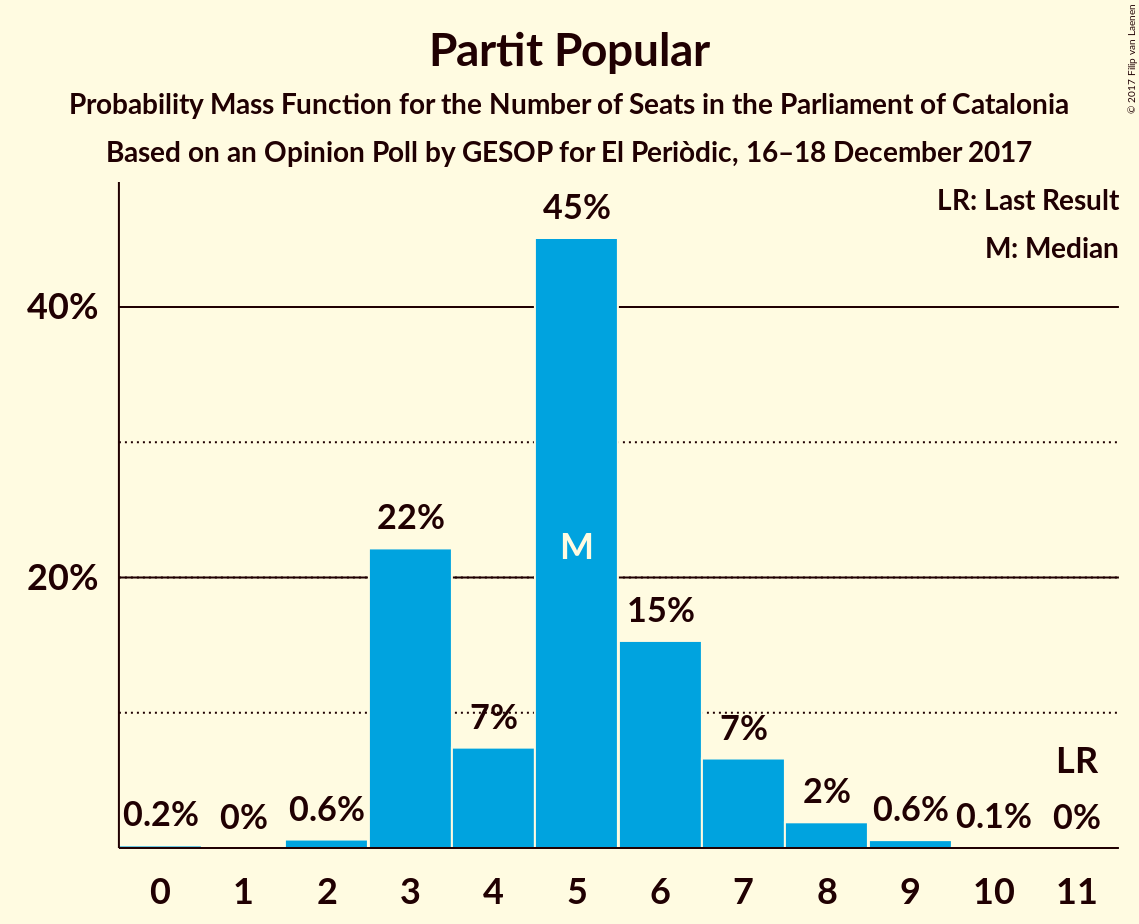 Partit Popular
Probability Mass Function for the Number of Seats in the Parliament of Catalonia
Based on an Opinion Poll by GESOP for El Periòdic, 16–18 December 2017
© 2017 Filip van Laenen
LR: Last Result
M: Median
45%
40%
22%
M
20%
15%
7%
7%
LR
2%
0.2%
0%
0.6%
0.6%
0.1%
0%
0 1 2 3 4 5 6 7 8 9 10 11